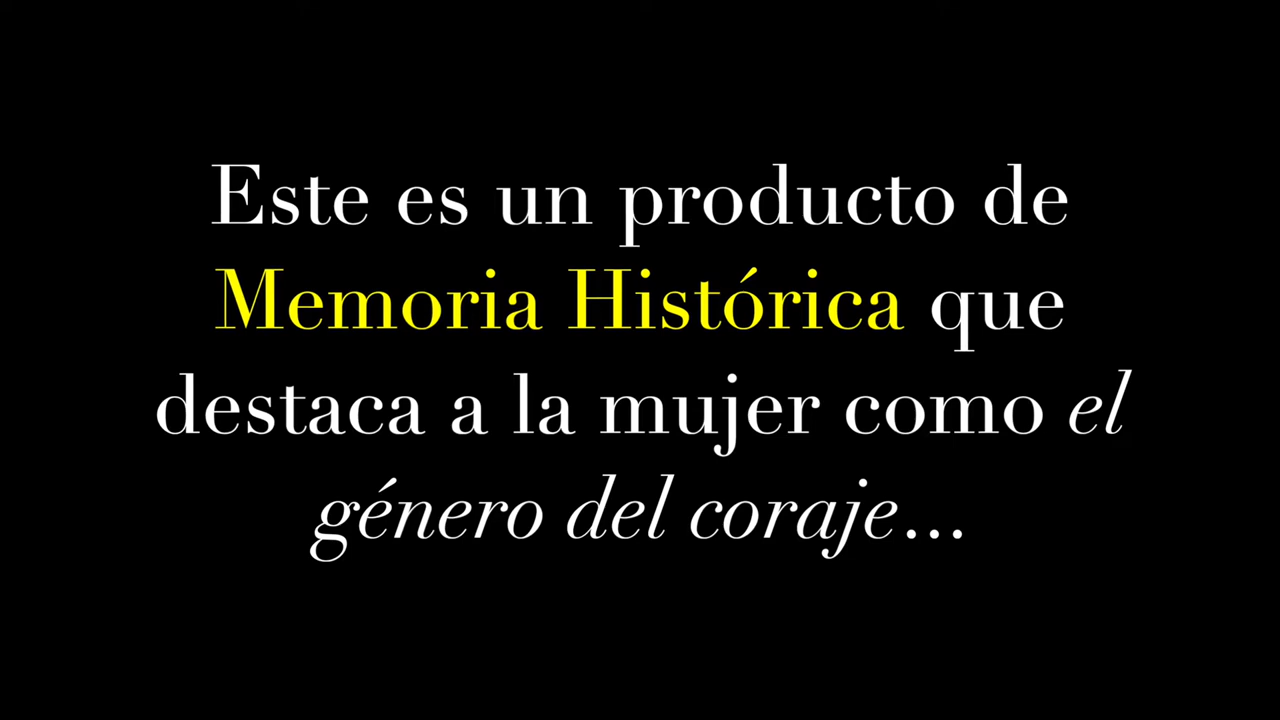 Este es un producto de
Memoria Histórica que
destaca a la mujer como el
género del coraje...